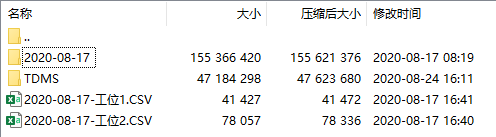 名称 大小 压缩后大小 修改时间
..
2020-08-17 155 366 420 155 621 376 2020-08-17 08:19
TDMS 47 184 298 47 623 680 2020-08-24 16:11
2020-08-17-工位1.CSV 41 427 41 472 2020-08-17 16:41
2020-08-17-工位2.CSV 78 057 78 336 2020-08-17 16:40